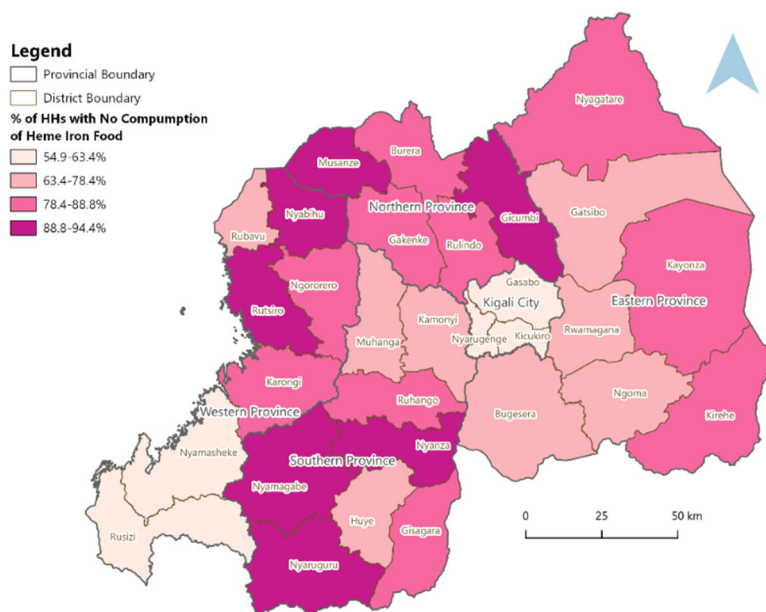 Legend
Provincial Boundary
District Boundary
% of HHs with No Compumption
of Heme Iron Food
54.9-63.4%
63.4-78.4%
78.4-88.8%
88.8-94.4%
Nyagatare
Burera
Musanze
Nyabihu
Northern Province
Gicumbi
Gatsibo
Rubavu
Gakenke
Rulindo
Kayonza
Ngororero
Gasabo
Rutsiro
Kigali City
Eastern Province
Kamonyi
Rwamagana
Muhanga
Nyarugenge
Kicukiro
Karongi
Ngoma
Ruhango
Western Province
Bugesera
Kirehe
Nyanza
Southern Province
Nyamasheke
Nyamagabe
Huye
Gisagara
Rusizi
Nyaruguru
0 25 50 km